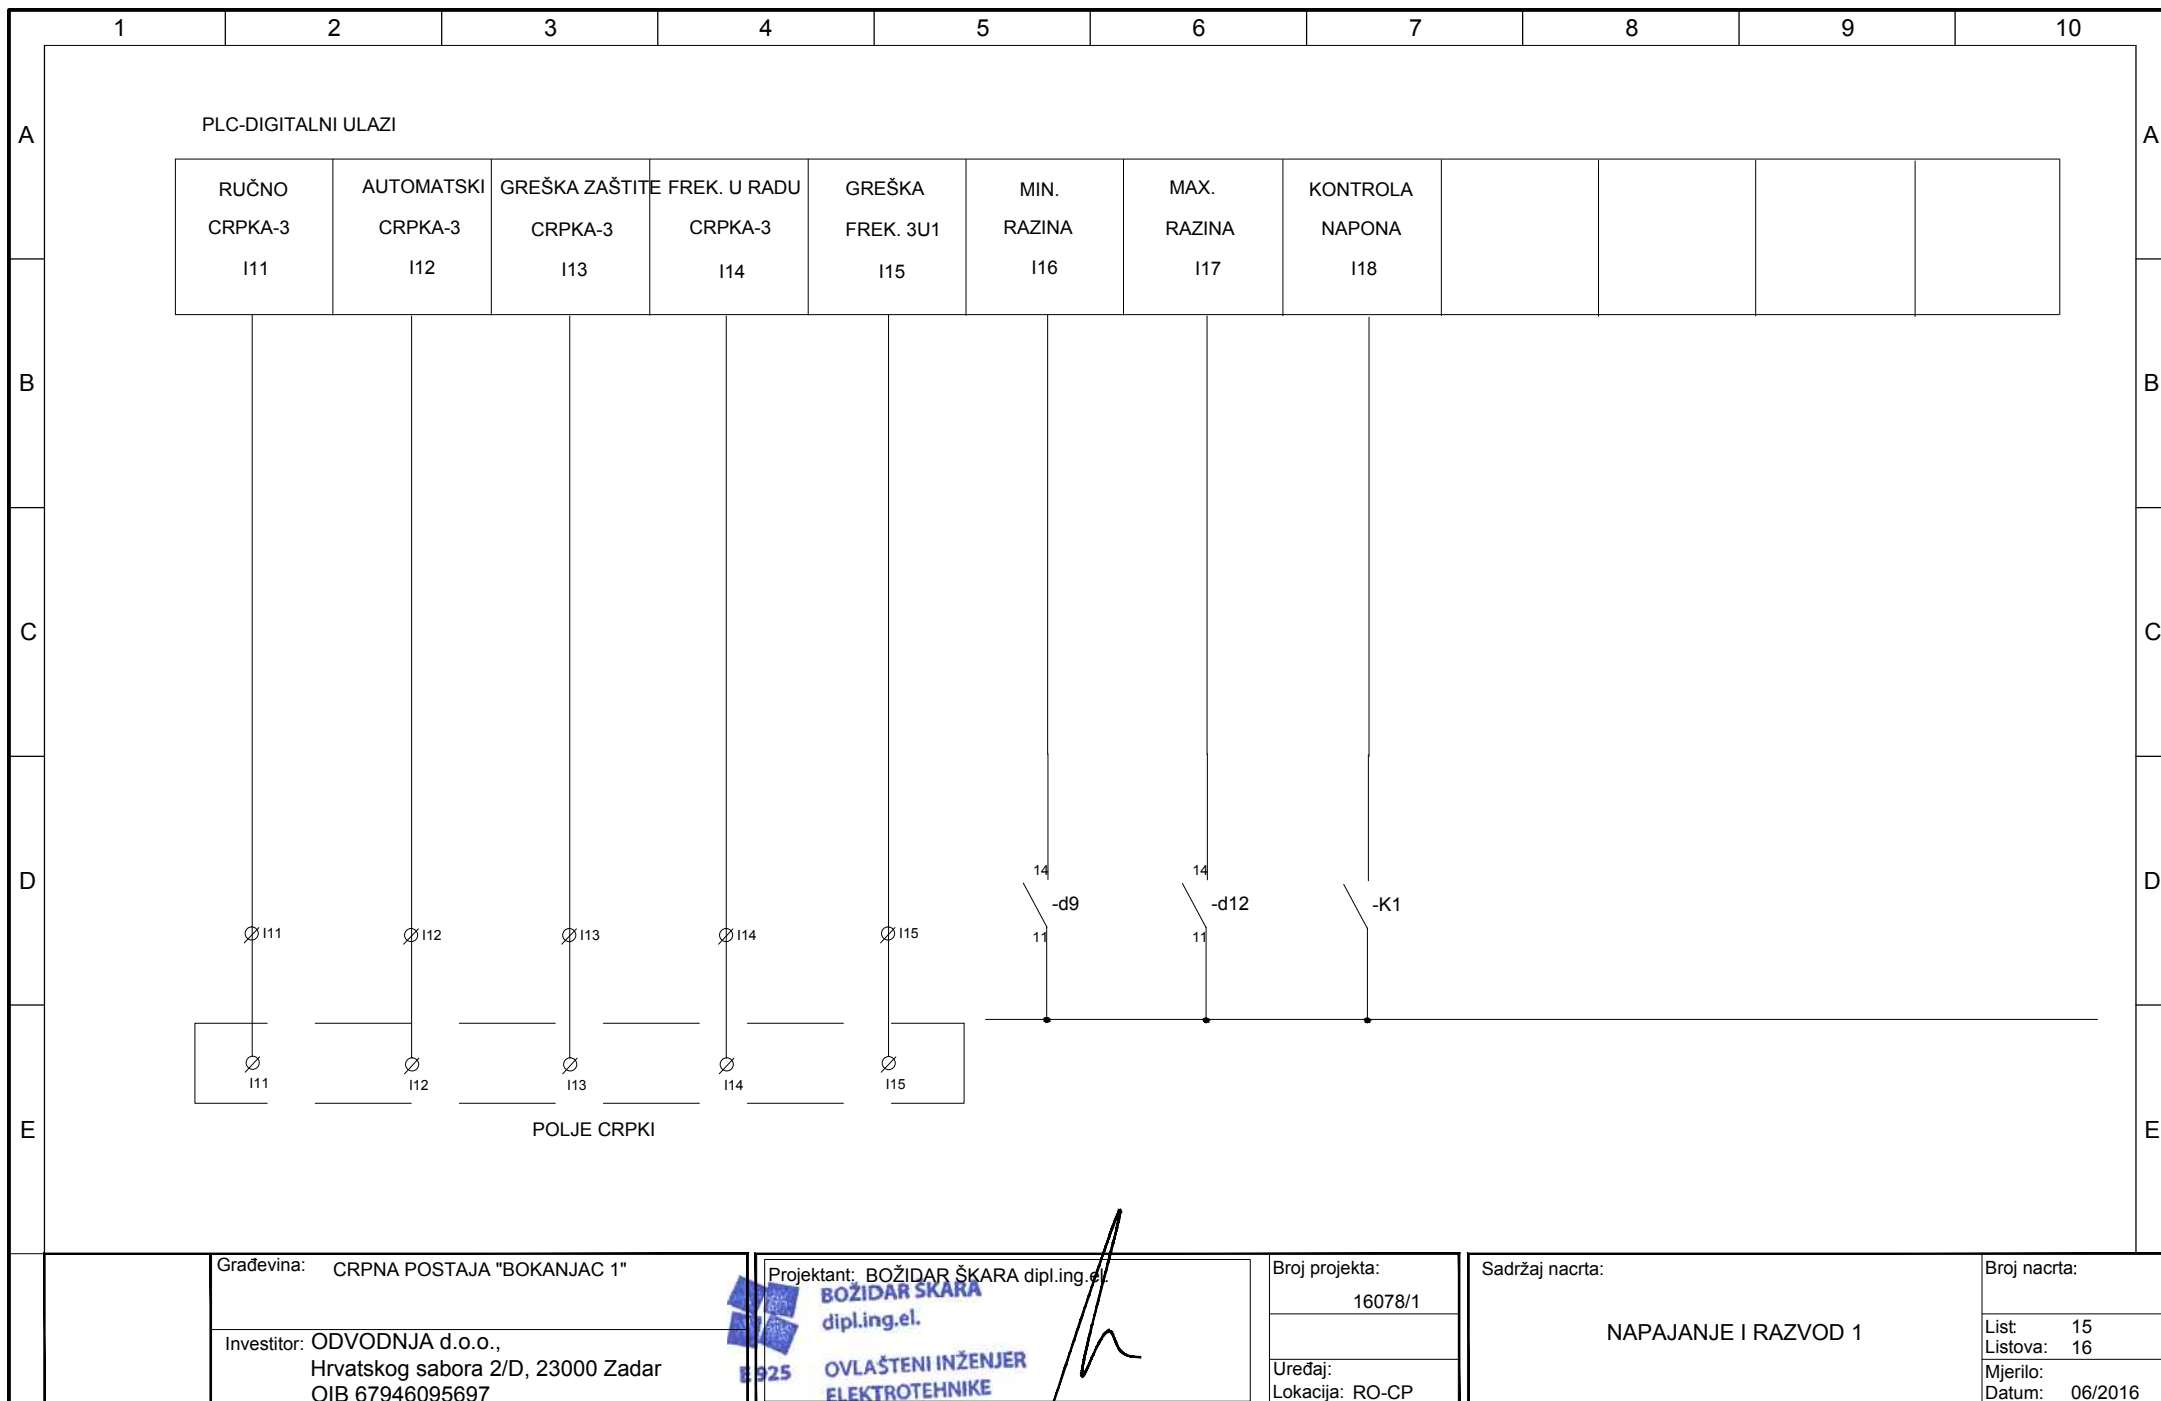 1 2 3 4 5 6 7 8 9 10
A A
PLC-DIGITALNI ULAZI
RUČNO AUTOMATSKI GREŠKA ZAŠTITE FREK. U RADU GREŠKA MIN. MAX. KONTROLA
CRPKA-3 CRPKA-3 CRPKA-3 CRPKA-3 FREK. 3U1 RAZINA RAZINA NAPONA
I11 I12 I13 I14 I15 I16 I17 I18
B B
C C
14 14
D D
-d9 -d12 -K1
I11 I12 I13 I14 I15 11 11
I11 I12 I13 I14 I15
POLJE CRPKI
E E
Građevina: CRPNA POSTAJA "BOKANJAC 1"
Investitor: ODVODNJA d.o.o.,
Hrvatskog sabora 2/D, 23000 Zadar
OIB 67946095697
Projektant: BOŽIDAR ŠKARA dipl.ing.el.
BOŽIDAR ŠKARA
dipl.ing.el.
E 925 OVLAŠTENI INŽENJER
ELEKTROTEHNIKE
Broj projekta:
16078/1
Uređaj:
Lokacija: RO-CP
Sadržaj nacrta:
NAPAJANJE I RAZVOD 1
Broj nacrta:
List: 15
Listova: 16
Mjerilo:
Datum: 06/2016